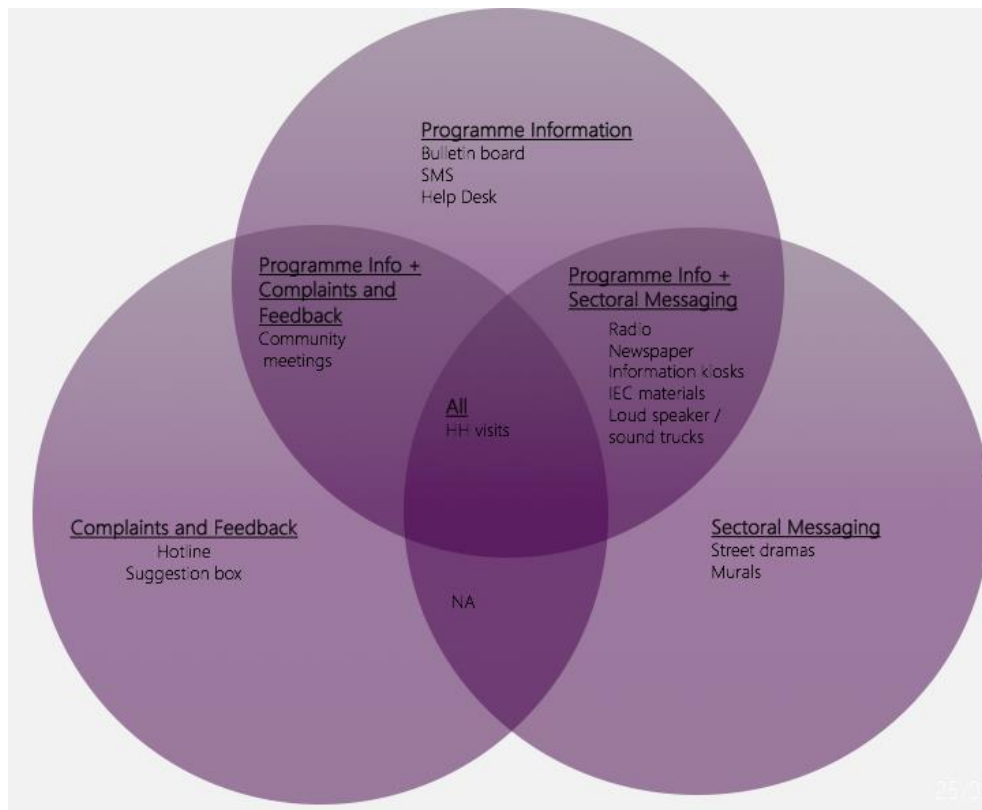 Programme Information
Bulletin board
SMS
Help Desk
Programme Info +
Complaints and
Feedback
Community
meetings
Programme Info +
Sectoral Messaging
Radio
Newspaper
Information kiosks
IEC materials
Loud speaker /
sound trucks
All
HH visits
Complaints and Feedback
Hotline
Suggestion box
Sectoral Messaging
Street dramas
Murals
NA